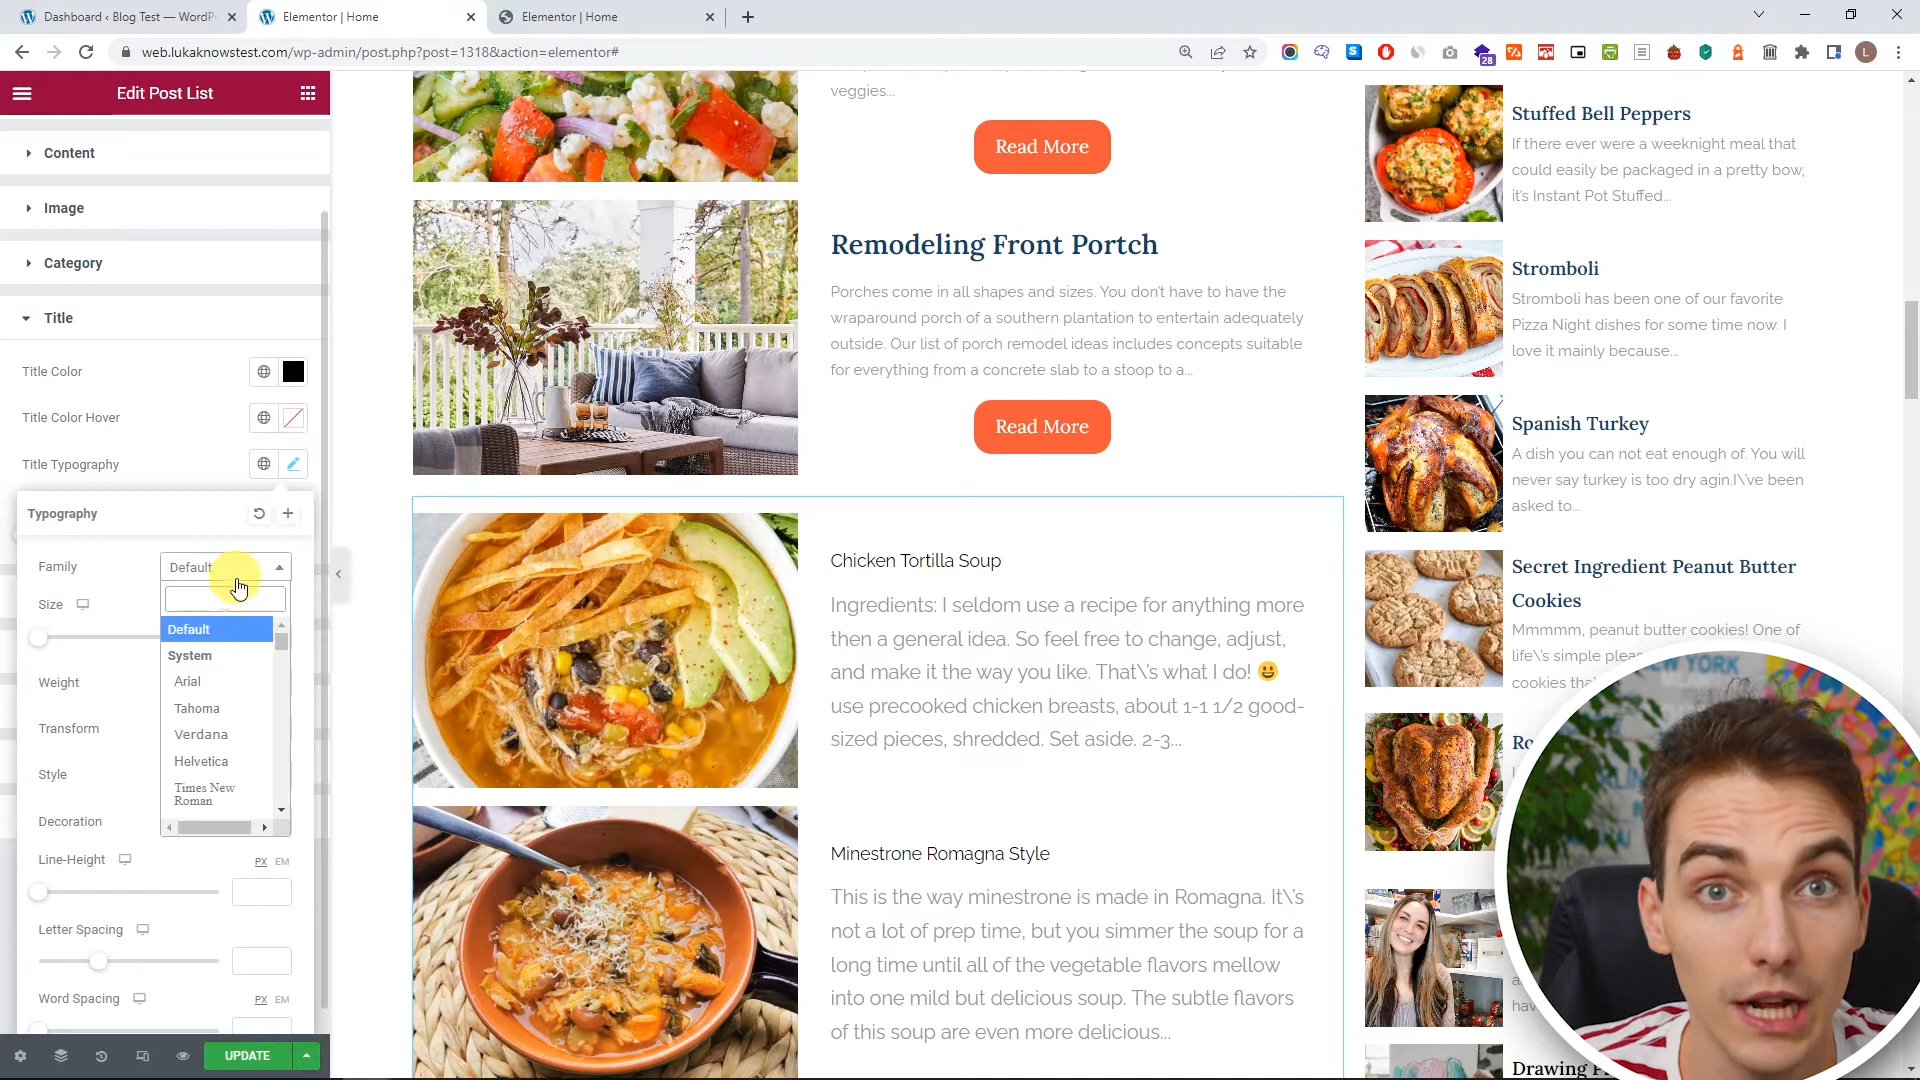 Dashboard ‹ Blog Test — WordPr
Elementor | Home
Elementor | Home
web.lukaknowstest.com/wp-admin/post.php?post=1318&action=elementor#
28
L
Edit Post List
Content
Image
Category
Title
Title Color
Title Color Hover
Title Typography
Typography
Family
Default
Size
Default
System
Arial
Tahoma
Verdana
Helvetica
Times New
Roman
Weight
Transform
Style
Decoration
Line-Height
PX EM
Letter Spacing
Word Spacing
PX EM
UPDATE
veggies...
Read More
Remodeling Front Portch
Porches come in all shapes and sizes. You don't have to have the
wraparound porch of a southern plantation to entertain adequately
outside. Our list of porch remodel ideas includes concepts suitable
for everything from a concrete slab to a stoop to a...
Read More
Chicken Tortilla Soup
Ingredients: I seldom use a recipe for anything more
then a general idea. So feel free to change, adjust,
and make it the way you like. That\'s what I do! 😀
use precooked chicken breasts, about 1-1 1/2 good-
sized pieces, shredded. Set aside. 2-3...
Minestrone Romagna Style
This is the way minestrone is made in Romagna. It\'s
not a lot of prep time, but you simmer the soup for a
long time until all of the vegetable flavors mellow
into one mild but delicious soup. The subtle flavors
of this soup are even more delicious...
Stuffed Bell Peppers
If there ever were a weeknight meal that
could easily be packaged in a pretty bow,
it's Instant Pot Stuffed...
Stromboli
Stromboli has been one of our favorite
Pizza Night dishes for some time now. I
love it mainly because...
Spanish Turkey
A dish you can not eat enough of. You will
never say turkey is too dry agin.I\'ve been
asked to...
Secret Ingredient Peanut Butter
Cookies
Mmmmm, peanut butter cookies! One of
life\'s simple pleas
cookies tha
Ro
hav
Drawing